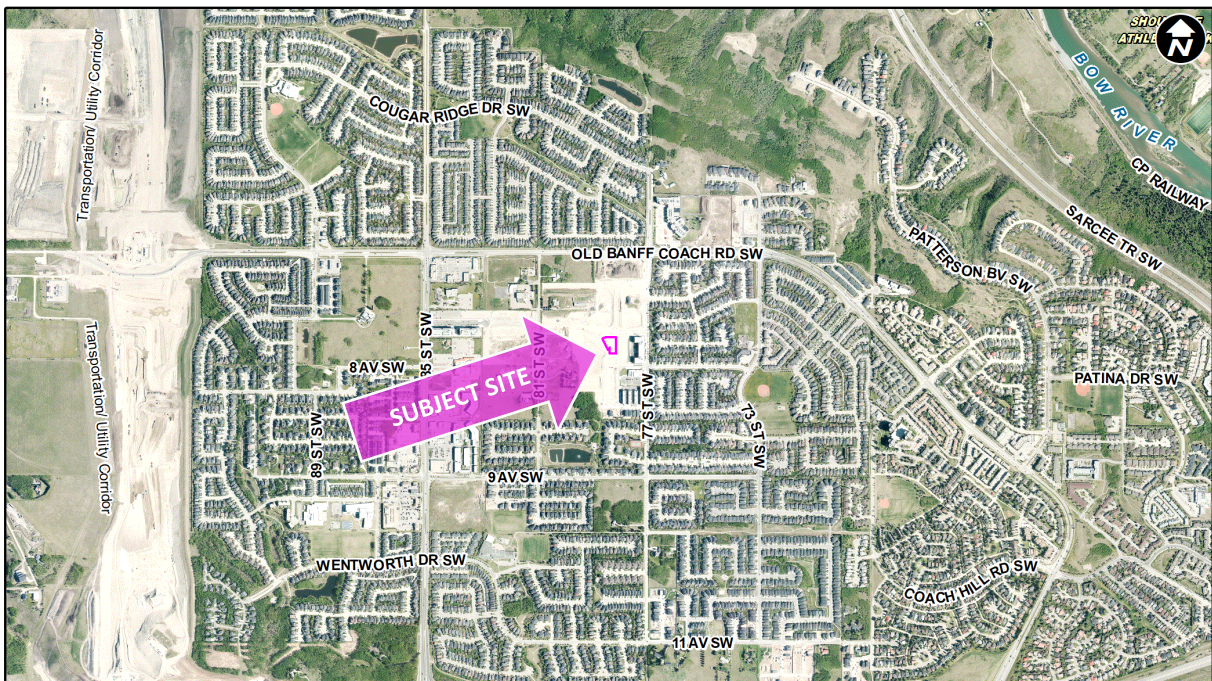 SHOU
ATHLE
K
N
BOW RIVER
CP RAILWAY
Transportation/ Utility Corridor
COUGAR RIDGE DR SW
SARCEE TR SW
OLD BANFF COACH RD SW
PATTERSON BV SW
85 ST SW
81 ST SW
8 AV SW
SUBJECT SITE
77 ST SW
PATINA DR SW
73 ST SW
89 ST SW
Transportation/ Utility Corridor
9 AV SW
WENTWORTH DR SW
COACH HILL RD SW
11 AV SW